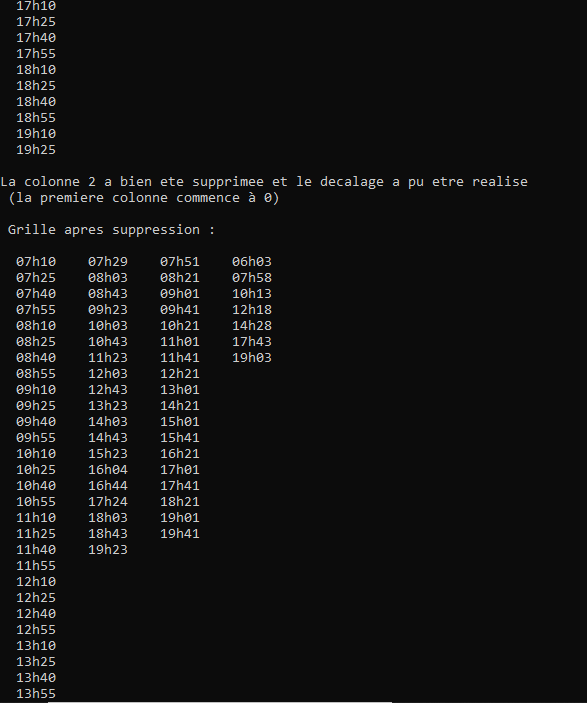 17h10
17h25
17h40
17h55
18h10
18h25
18h40
18h55
19h10
19h25
La colonne 2 a bien ete supprimee et le decalage a pu etre realise
(la premiere colonne commence à 0)
Grille apres suppression :
07h10 07h29 07h51 06h03
07h25 08h03 08h21 07h58
07h40 08h43 09h01 10h13
07h55 09h23 09h41 12h18
08h10 10h03 10h21 14h28
08h25 10h43 11h01 17h43
08h40 11h23 11h41 19h03
08h55 12h03 12h21
09h10 12h43 13h01
09h25 13h23 14h21
09h40 14h03 15h01
09h55 14h43 15h41
10h10 15h23 16h21
10h25 16h04 17h01
10h40 16h44 17h41
10h55 17h24 18h21
11h10 18h03 19h01
11h25 18h43 19h41
11h40 19h23
11h55
12h10
12h25
12h40
12h55
13h10
13h25
13h40
13h55